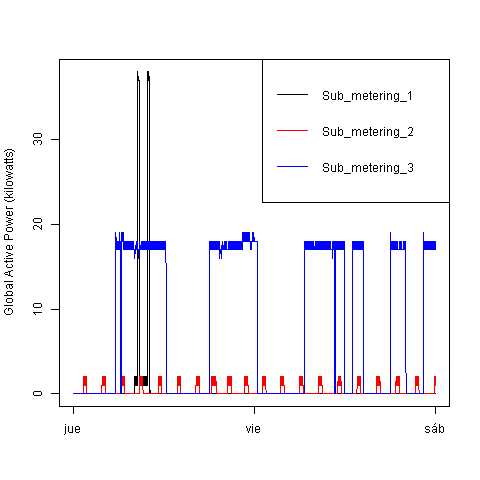 Sub_metering_1
Sub_metering_2
Sub_metering_3
Global Active Power (kilowatts)
30
20
10
0
jue vie sáb